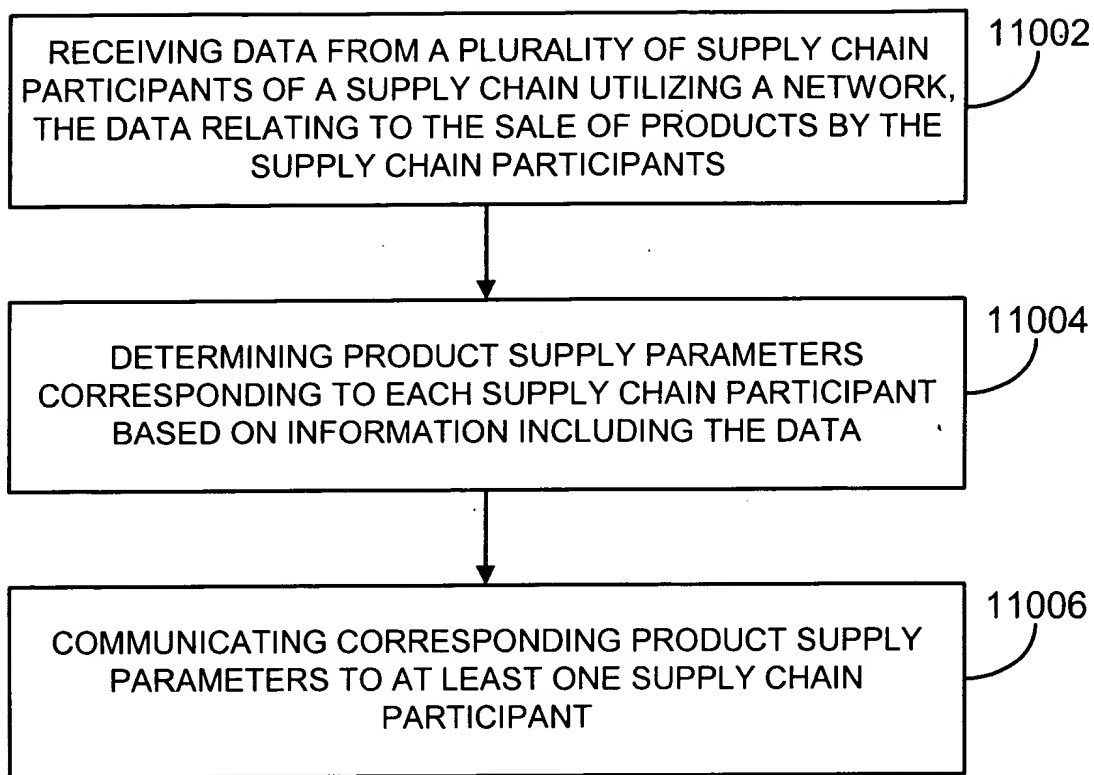 RECEIVING DATA FROM A PLURALITY OF SUPPLY CHAIN
PARTICIPANTS OF A SUPPLY CHAIN UTILIZING A NETWORK,
THE DATA RELATING TO THE SALE OF PRODUCTS BY THE
SUPPLY CHAIN PARTICIPANTS
11002
DETERMINING PRODUCT SUPPLY PARAMETERS
CORRESPONDING TO EACH SUPPLY CHAIN PARTICIPANT
BASED ON INFORMATION INCLUDING THE DATA
11004
COMMUNICATING CORRESPONDING PRODUCT SUPPLY
PARAMETERS TO AT LEAST ONE SUPPLY CHAIN
PARTICIPANT
11006